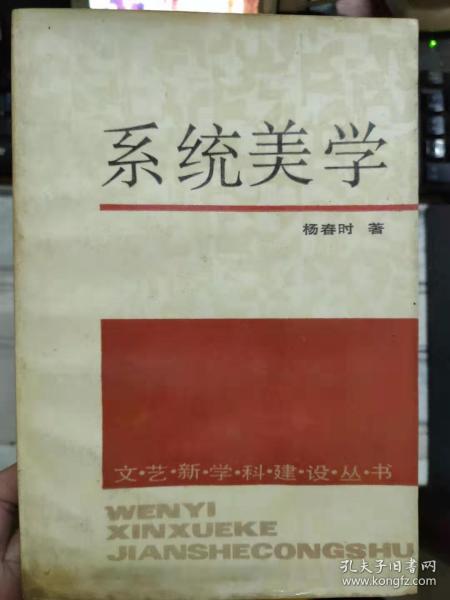 系统美学
杨春时 著
文·艺·新·学·科·建·设·丛·书
WENYI
XINXUEKE
JIANSHECONGSHU
孔夫子旧书网
www.kongfz.com